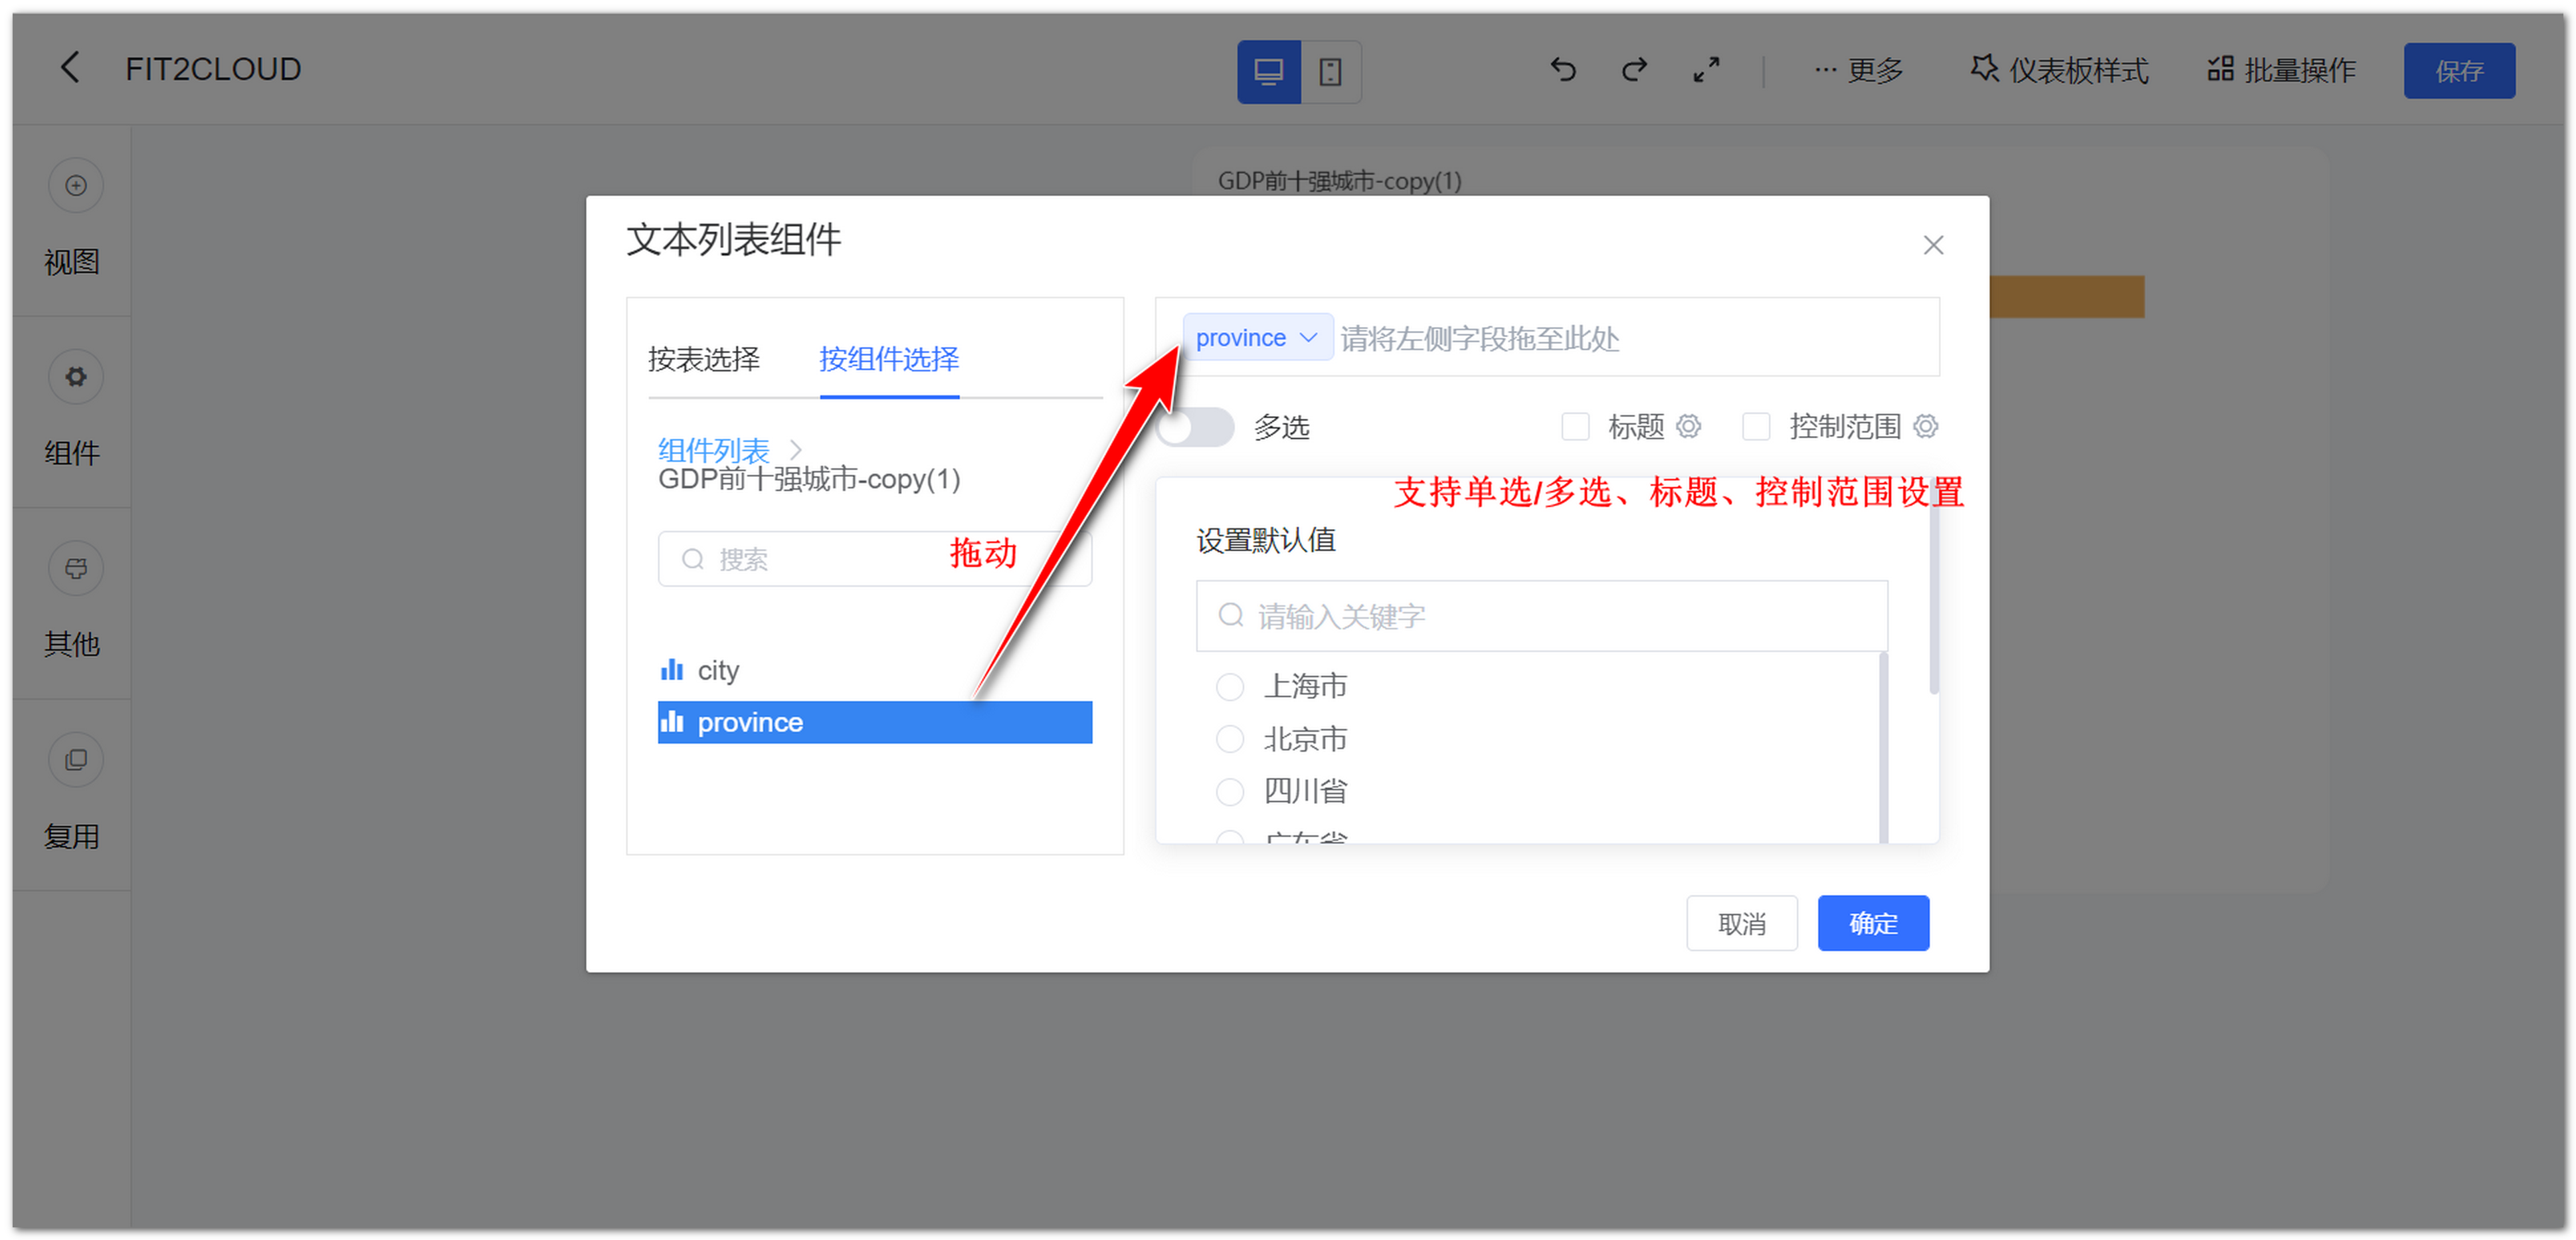 FIT2CLOUD
更多
仪表板样式
批量操作
保存
视图
组件
其他
复用
GDP前十强城市-copy(1)
文本列表组件
按表选择
按组件选择
组件列表
GDP前十强城市-copy(1)
搜索
拖动
city
province
province
请将左侧字段拖至此处
多选
标题
控制范围
支持单选/多选、标题、控制范围设置
设置默认值
请输入关键字
上海市
北京市
四川省
广东省
取消
确定